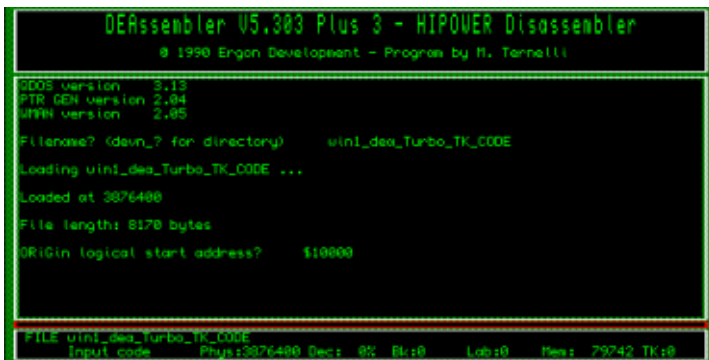 DEAssembler V5.303 Plus 3 - HIPOWER Disassembler
© 1990 Ergon Development - Program by M. Ternelli
QDOS version 3.13
PTR GEN version 2.04
WMAN version 2.05
Filename? (devn_? for directory) win1_dea_Turbo_TK_CODE
Loading win1_dea_Turbo_TK_CODE ...
Loaded at 3876400
File length: 8170 bytes
ORiGin logical start address? $10000
FILE win1_dea_Turbo_TK_CODE
Input code Phys:3876400 Dec: 0% Bk:0 Lab:0 Mem: 79742 TK:0